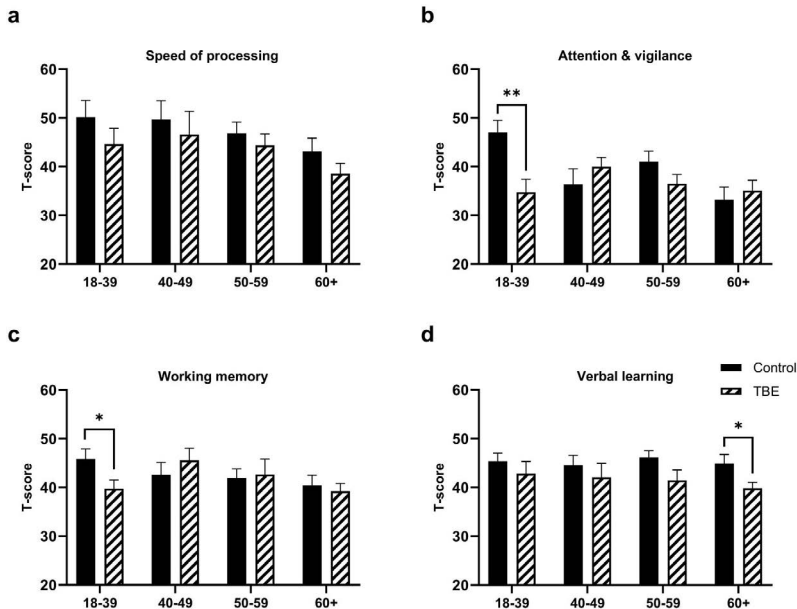 a
Speed of processing
60
50
40
30
20
T-score
18-39 40-49 50-59 60+
b
Attention & vigilance
60
50
40
30
20
T-score
**
18-39 40-49 50-59 60+
c
Working memory
60
50
40
30
20
T-score
*
18-39 40-49 50-59 60+
d
Verbal learning
Control
TBE
60
50
40
30
20
T-score
*
18-39 40-49 50-59 60+